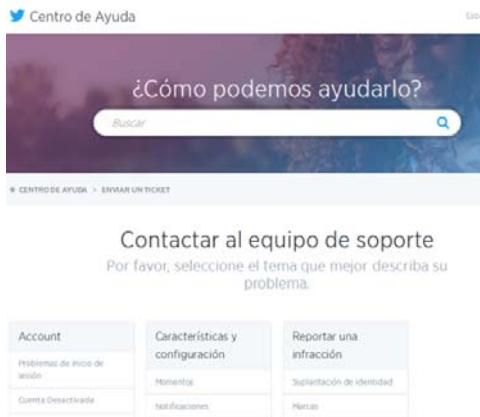 Centro de Ayuda
¿Cómo podemos ayudarlo?
Buscar
CENTRO DE AYUDA > ENVIAR UN TICKET
Contactar al equipo de soporte
Por favor, seleccione el tema que mejor describa su
problema.
Account
Problemas de inicio de
sesión
Cuenta Desactivada
Características y
configuración
Momentos
Notificaciones
Reportar una
infracción
Suplantación de identidad
Marcas